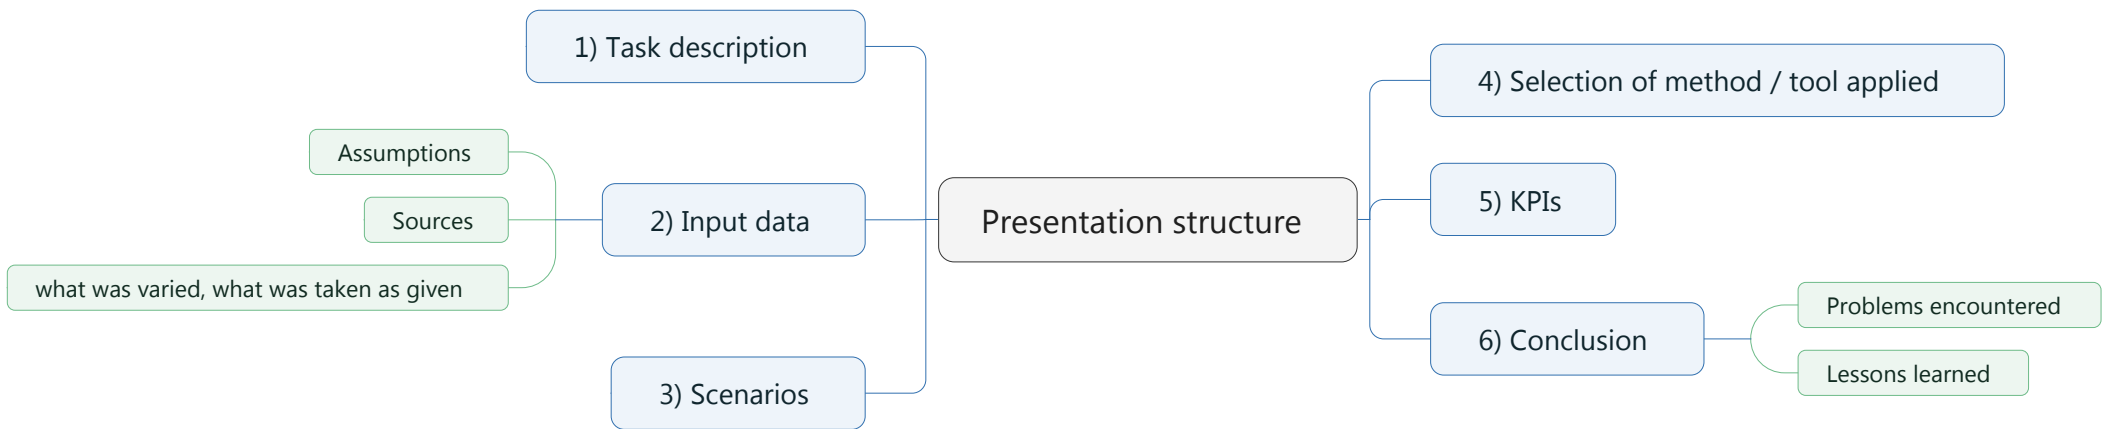 Presentation structure
1) Task description
2) Input data
Assumptions
Sources
what was varied, what was taken as given
3) Scenarios
4) Selection of method / tool applied
5) KPIs
6) Conclusion
Problems encountered
Lessons learned